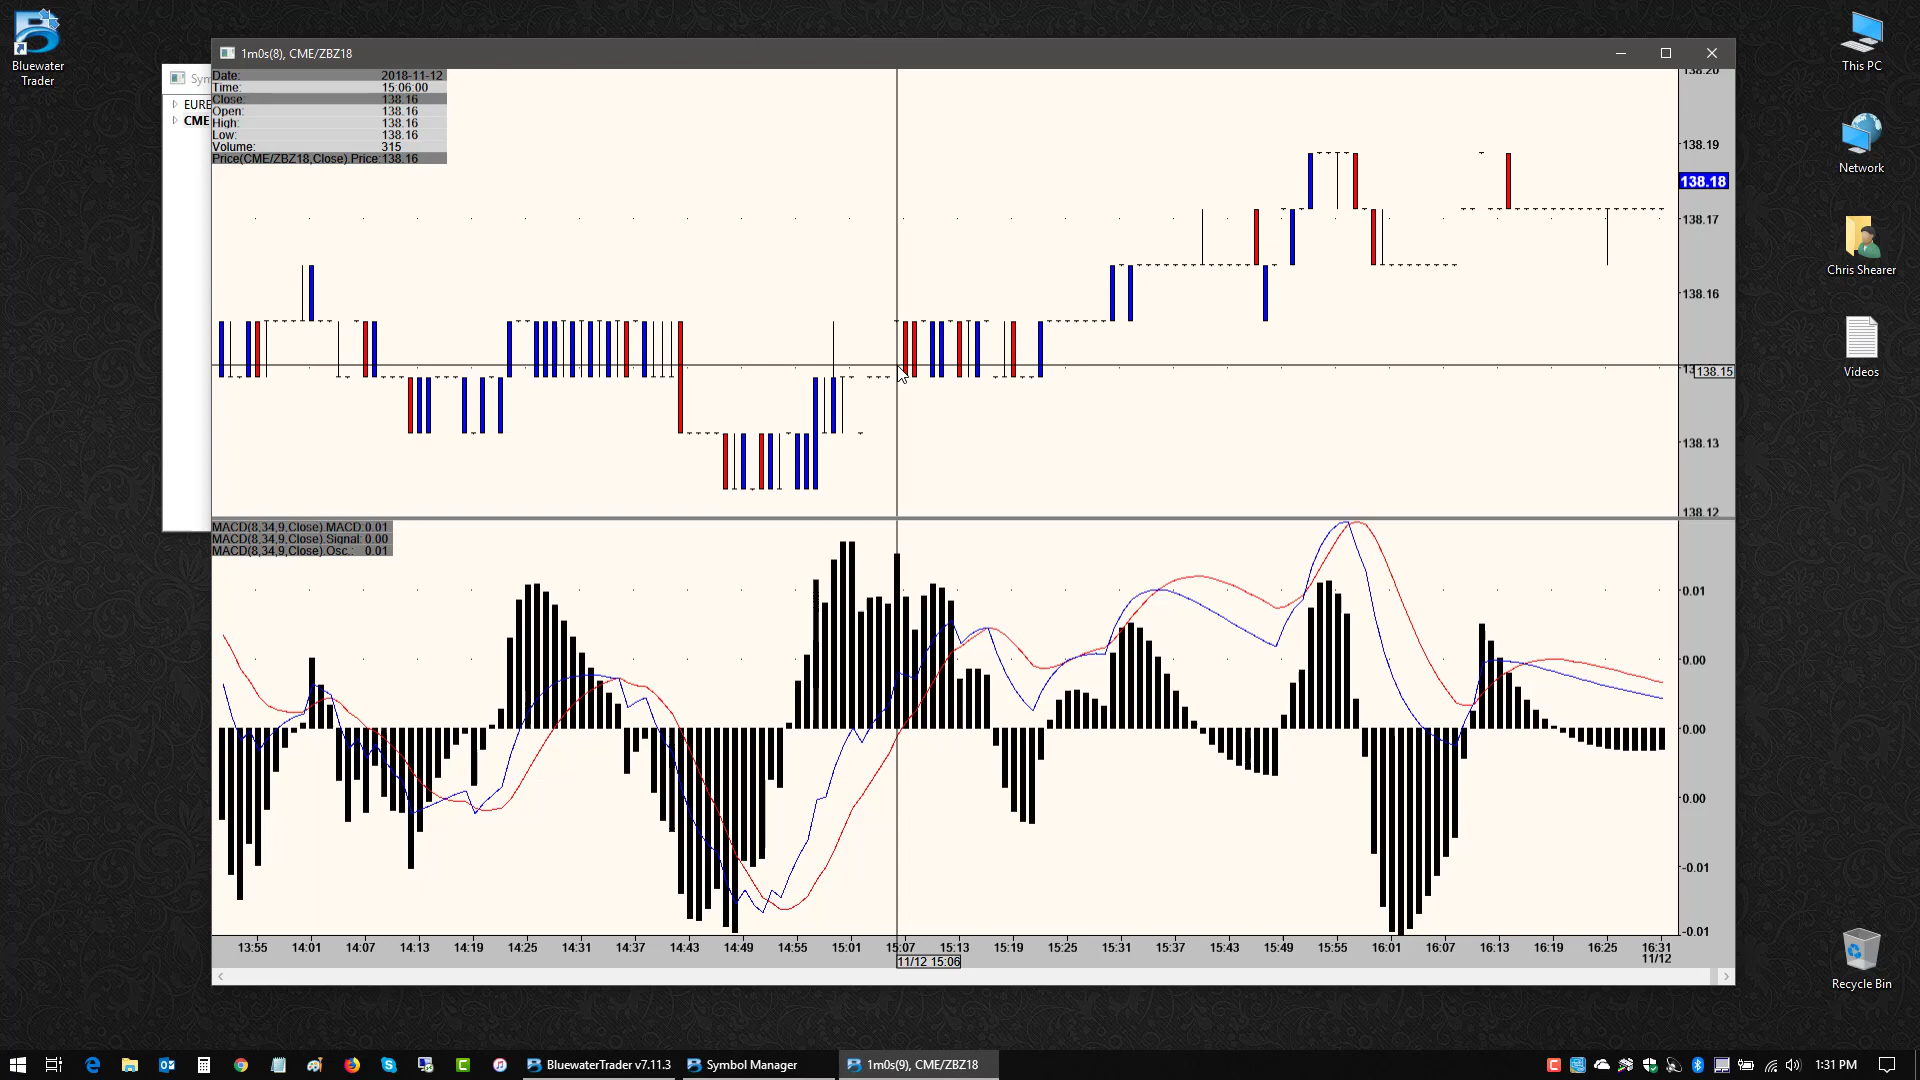 Bluewater
Trader
1m0s(8), CME/ZBZ18
Sym
EURE
CME
Date: 2018-11-12
Time: 15:06:00
Close: 138.16
Open: 138.16
High: 138.16
Low: 138.16
Volume: 315
Price(CME/ZBZ18,Close).Price:138.16
138.20
138.19
138.18
138.17
138.16
138.15
138.13
138.12
MACD(8,34,9,Close).MACD:0.01
MACD(8,34,9,Close).Signal: 0.00
MACD(8,34,9,Close).Osc.: 0.01
0.01
0.00
0.00
0.00
-0.01
-0.01
13:55 14:01 14:07 14:13 14:19 14:25 14:31 14:37 14:43 14:49 14:55 15:01 15:07 15:13 15:19 15:25 15:31 15:37 15:43 15:49 15:55 16:01 16:07 16:13 16:19 16:25 16:31
11/12 15:06
11/12
This PC
Network
Chris Shearer
Videos
Recycle Bin
BluewaterTrader v7.11.3
Symbol Manager
1m0s(9), CME/ZBZ18
1:31 PM